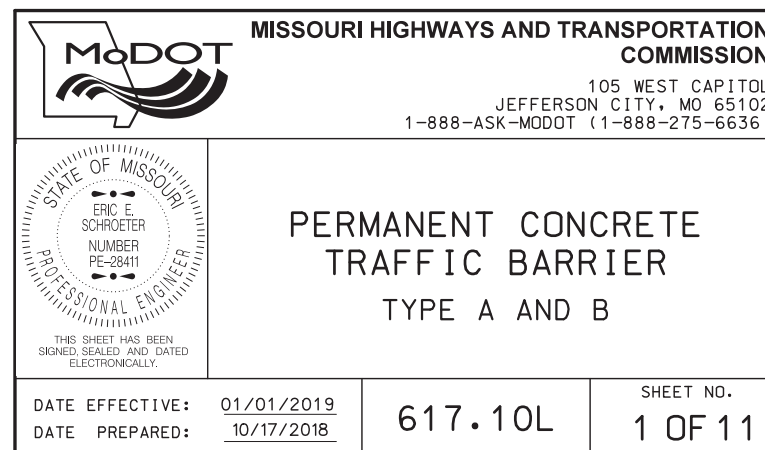 MoDOT
MISSOURI HIGHWAYS AND TRANSPORTATION
COMMISSION
105 WEST CAPITOL
JEFFERSON CITY, MO 65102
1-888-ASK-MODOT (1-888-275-6636
STATE OF MISSOURI
ERIC E.
SCHROETER
NUMBER
PE-28411
PROFESSIONAL ENGINEER
THIS SHEET HAS BEEN
SIGNED, SEALED AND DATED
ELECTRONICALLY.
PERMANENT CONCRETE
TRAFFIC BARRIER
TYPE A AND B
DATE EFFECTIVE: 01/01/2019
DATE PREPARED: 10/17/2018
617.10L
SHEET NO.
1 OF 11